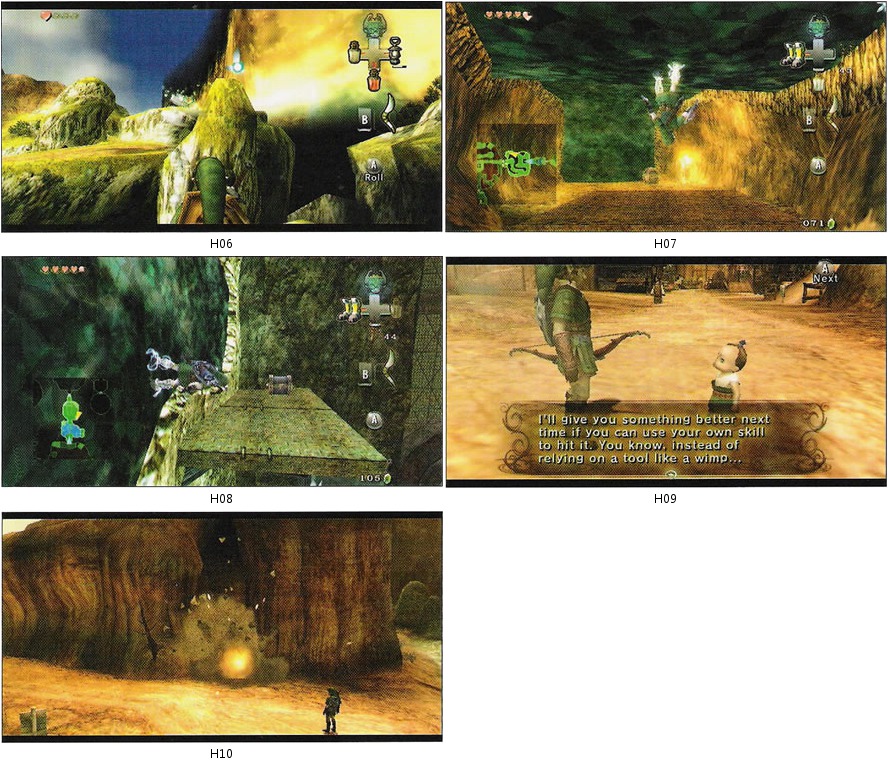 B
A
Roll
H06
B
A
071
H07
44
B
A
105
H08
A
Next
I'll give you something better next
time if you can use your own skill
to hit it. You know, instead of
relying on a tool like a wimp...
H09
H10